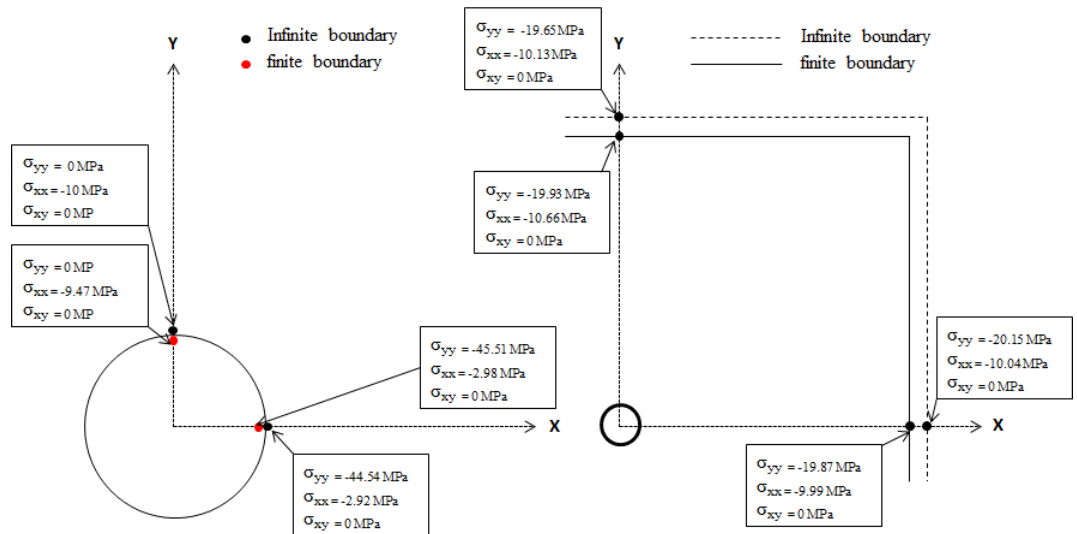 Y
Infinite boundary
finite boundary
σyy = 0 MPa
σxx = -10 MPa
σxy = 0 MP
σyy = 0 MP
σxx = -9.47 MPa
σxy = 0 MP
σyy = -45.51 MPa
σxx = -2.98 MPa
σxy = 0 MPa
X
σyy = -44.54 MPa
σxx = -2.92 MPa
σxy = 0 MPa
σyy = -19.65 MPa
σxx = -10.13 MPa
σxy = 0 MPa
Y
Infinite boundary
finite boundary
σyy = -19.93 MPa
σxx = -10.66 MPa
σxy = 0 MPa
σyy = -20.15 MPa
σxx = -10.04 MPa
σxy = 0 MPa
X
σyy = -19.87 MPa
σxx = -9.99 MPa
σxy = 0 MPa